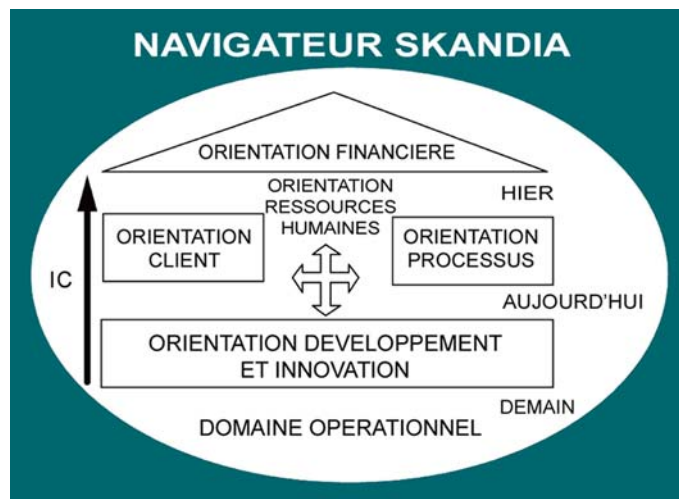 NAVIGATEUR SKANDIA
ORIENTATION FINANCIERE
HIER
ORIENTATION
RESSOURCES
HUMAINES
ORIENTATION
CLIENT
ORIENTATION
PROCESSUS
IC
AUJOURD'HUI
ORIENTATION DEVELOPPEMENT
ET INNOVATION
DEMAIN
DOMAINE OPERATIONNEL